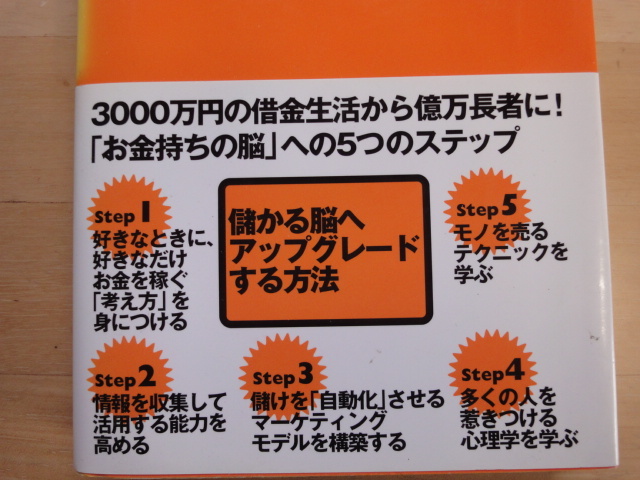 3000万円の借金生活から億万長者に!
「お金持ちの脳」への5つのステップ
Step 1
好きなときに、
好きなだけ
お金を稼ぐ
「考え方」を
身につける
儲かる脳へ
アップグレード
する方法
Step 5
モノを売る
テクニックを
学ぶ
Step 2
情報を収集して
活用する能力を
高める
Step 3
儲けを「自動化」させる
マーケティング
モデルを構築する
Step 4
多くの人を
惹きつける
心理学を学ぶ